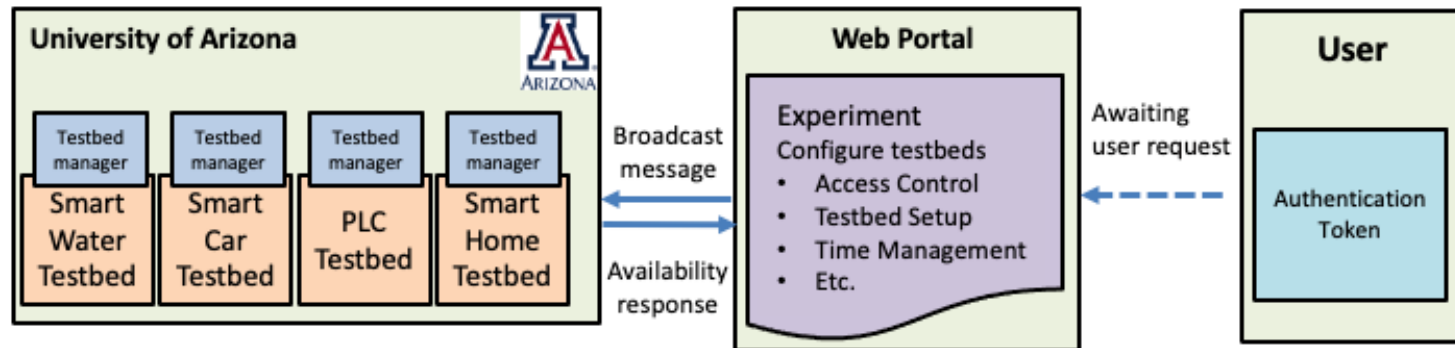 University of Arizona
A
ARIZONA
Testbed
manager
Smart
Water
Testbed
Testbed
manager
Smart
Car
Testbed
Testbed
manager
PLC
Testbed
Testbed
manager
Smart
Home
Testbed
Broadcast
message
Availability
response
Web Portal
Experiment
Configure testbeds
• Access Control
• Testbed Setup
• Time Management
• Etc.
Awaiting
user request
User
Authentication
Token